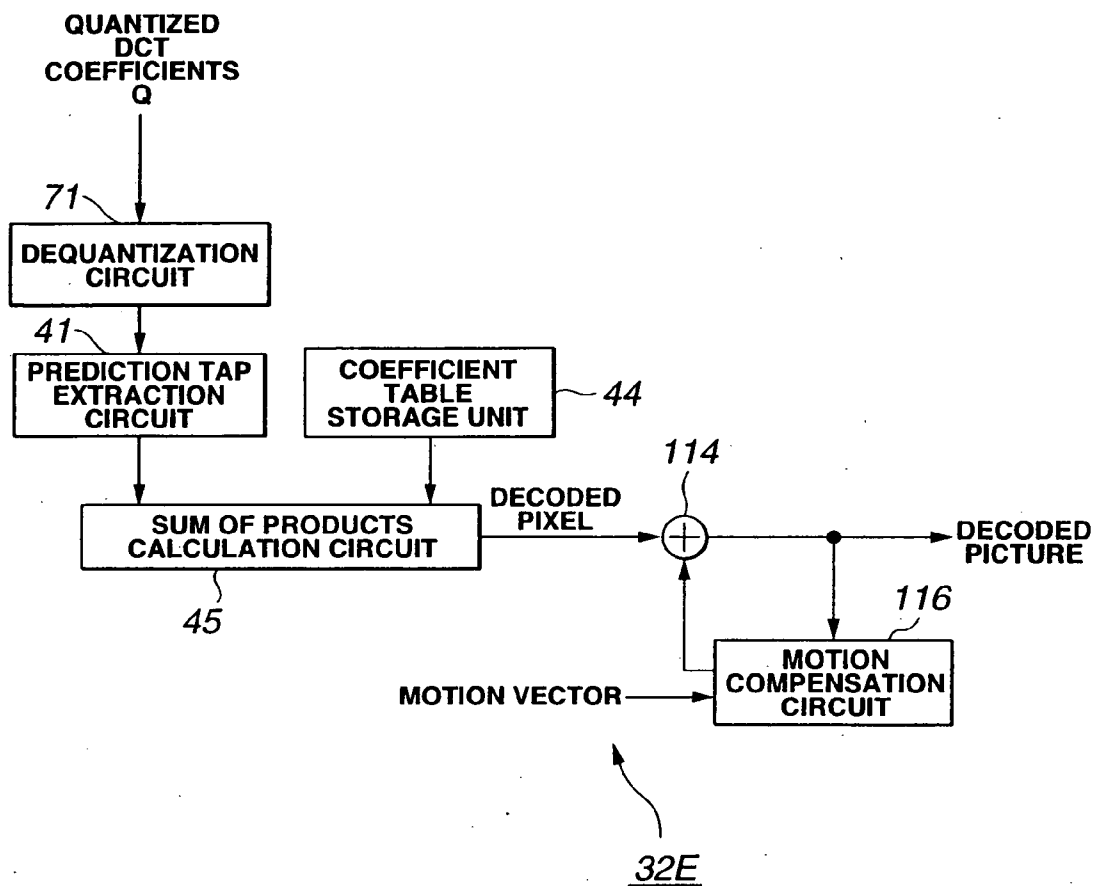 QUANTIZED
DCT
COEFFICIENTS
Q
71
DEQUANTIZATION
CIRCUIT
41
PREDICTION TAP
EXTRACTION
CIRCUIT
COEFFICIENT
TABLE
STORAGE UNIT
44
SUM OF PRODUCTS
CALCULATION CIRCUIT
45
DECODED
PIXEL
114
DECODED
PICTURE
116
MOTION
COMPENSATION
CIRCUIT
MOTION VECTOR
32E